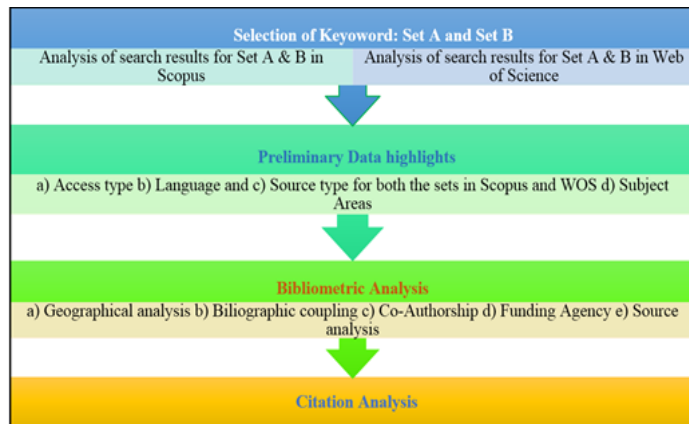 Selection of Keyoword: Set A and Set B
Analysis of search results for Set A & B in
Scopus
Analysis of search results for Set A & B in Web
of Science
Preliminary Data highlights
a) Access type b) Language and c) Source type for both the sets in Scopus and WOS d) Subject
Areas
Bibliometric Analysis
a) Geographical analysis b) Biliographic coupling c) Co-Authorship d) Funding Agency e) Source
analysis
Citation Analysis